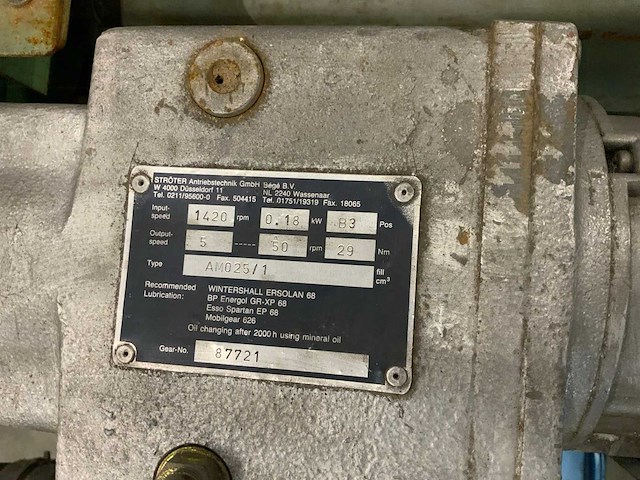 STRÖTER Antriebstechnik GmbH Ségé B.V.
W 4000 Düsseldorf 11 NL 2240 Wassenaar
Tel. 0211/95600-0 Fax. 504415 Tel. 01751/19319 Fax. 18065
Input-speed 1420 rpm 0.18 kW B3 Pos
Output-speed 5 ----- 50 rpm 29 Nm
Type AM025/1 fill cm³
Recommended Lubrication: WINTERSHALL ERSOLAN 68
BP Energol GR-XP 68
Esso Spartan EP 68
Mobilgear 626
Oil changing after 2000 h using mineral oil
Gear-No. 87721